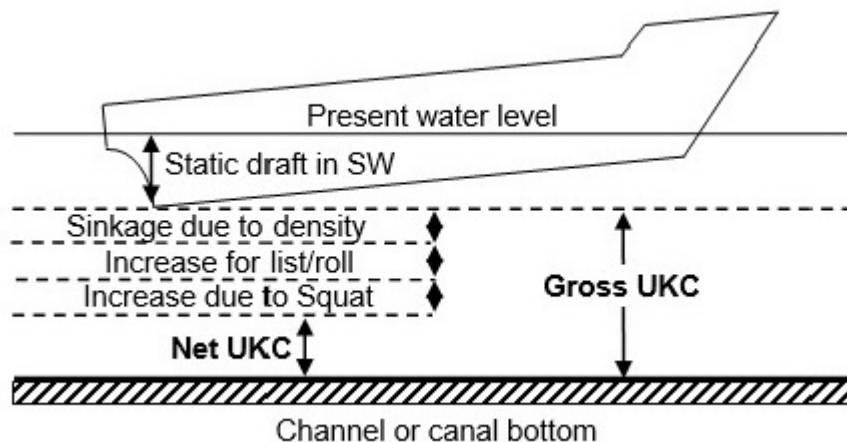 Present water level
Static draft in SW
Sinkage due to density
Increase for list/roll
Increase due to Squat
Gross UKC
Net UKC
Channel or canal bottom